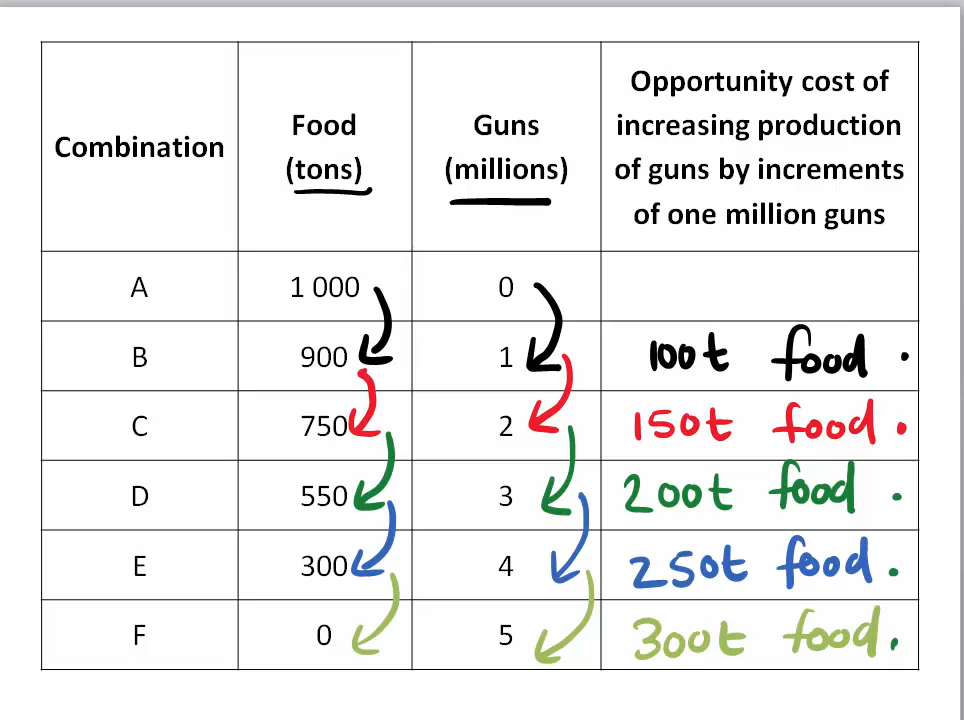 Combination
Food
(tons)
Guns
(millions)
Opportunity cost of
increasing production
of guns by increments
of one million guns
A 1 000 0
B 900 1 100t food.
C 750 2 150t food.
D 550 3 200t food.
E 300 4 250t food.
F 0 5 300t food.